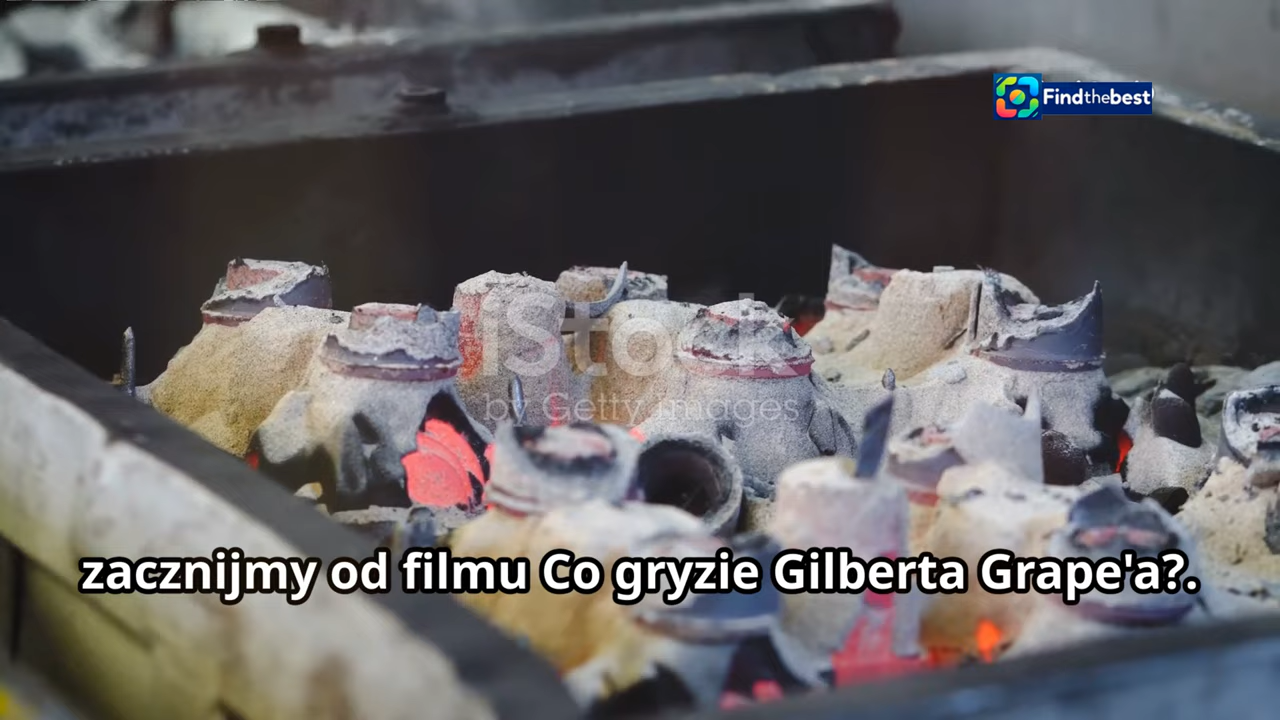 Findthebest
iStock
by Getty Images
zacznijmy od filmu Co gryzie Gilberta Grape'a?.